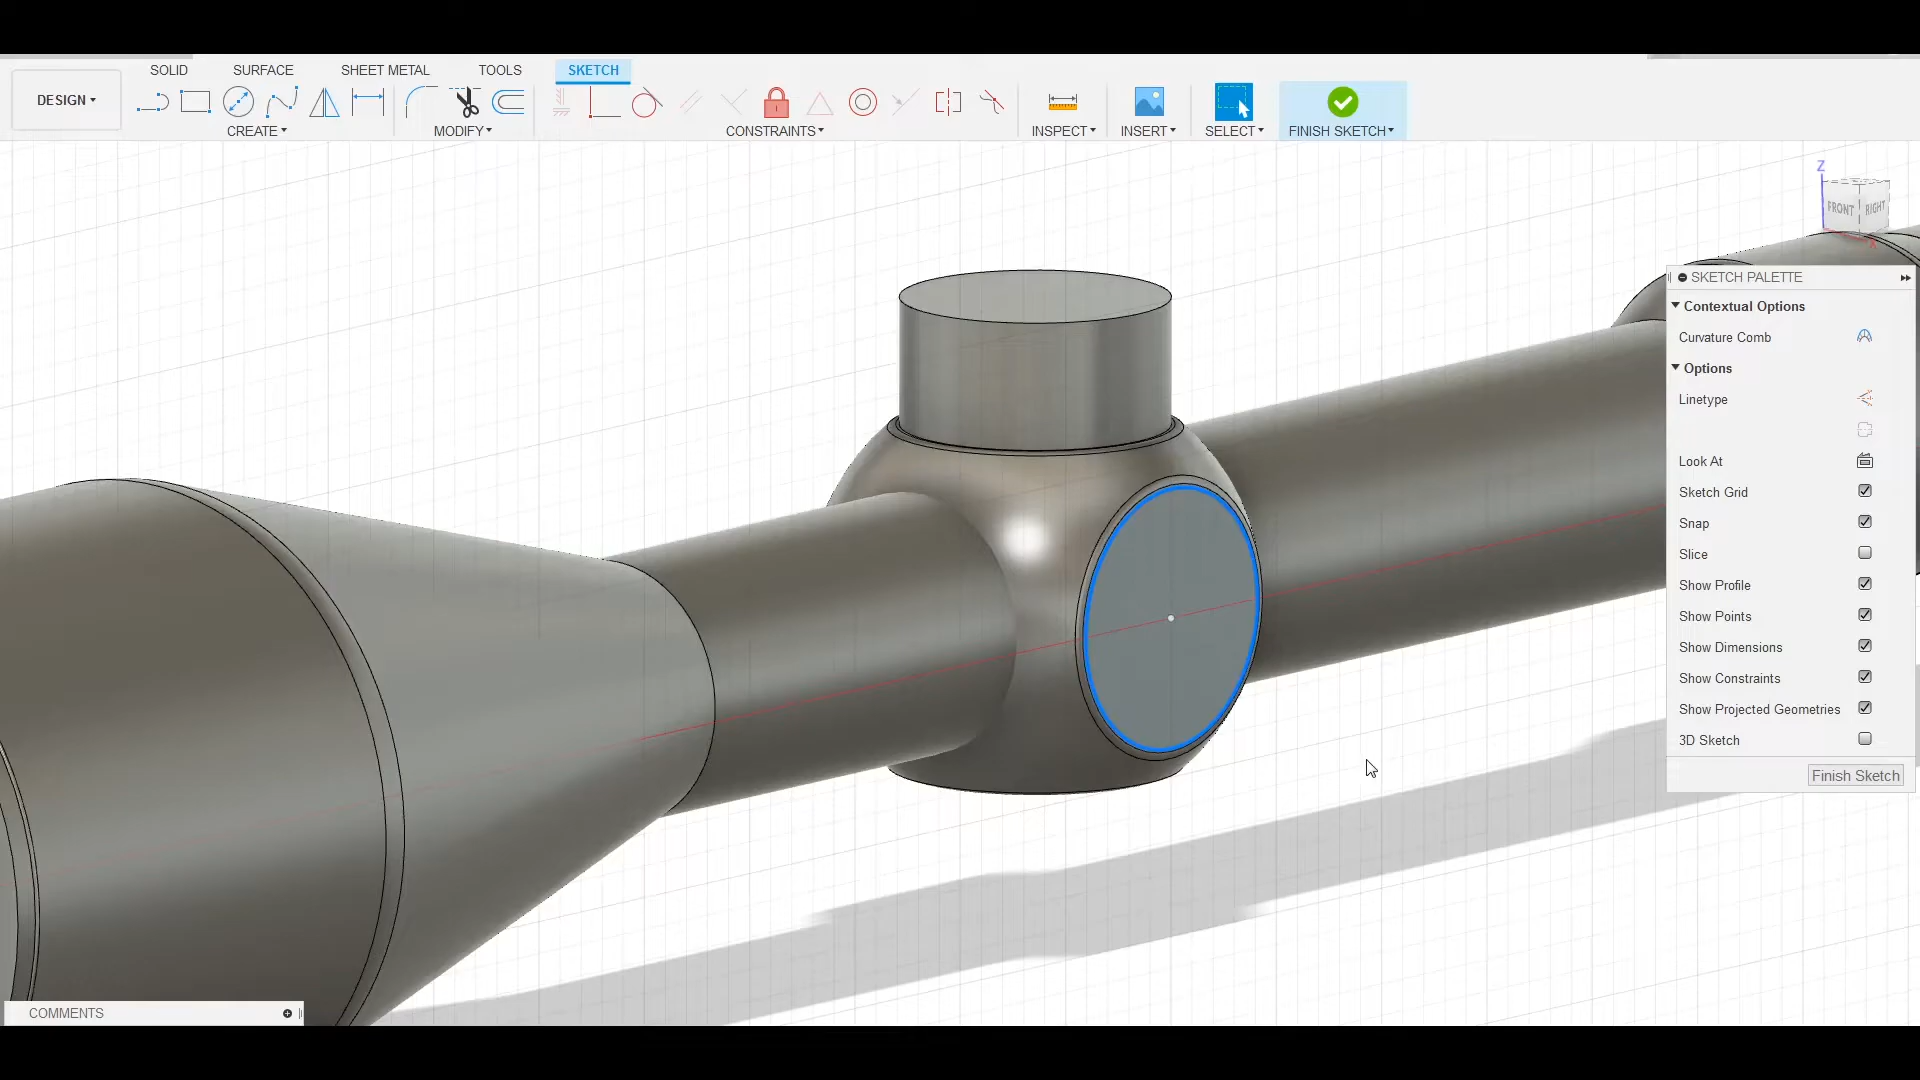 SOLID SURFACE SHEET METAL TOOLS SKETCH
DESIGN
CREATE MODIFY CONSTRAINTS INSPECT INSERT SELECT FINISH SKETCH
Z
FRONT RIGHT
X
SKETCH PALETTE
Contextual Options
Curvature Comb
Options
Linetype
Look At
Sketch Grid
Snap
Slice
Show Profile
Show Points
Show Dimensions
Show Constraints
Show Projected Geometries
3D Sketch
Finish Sketch
COMMENTS